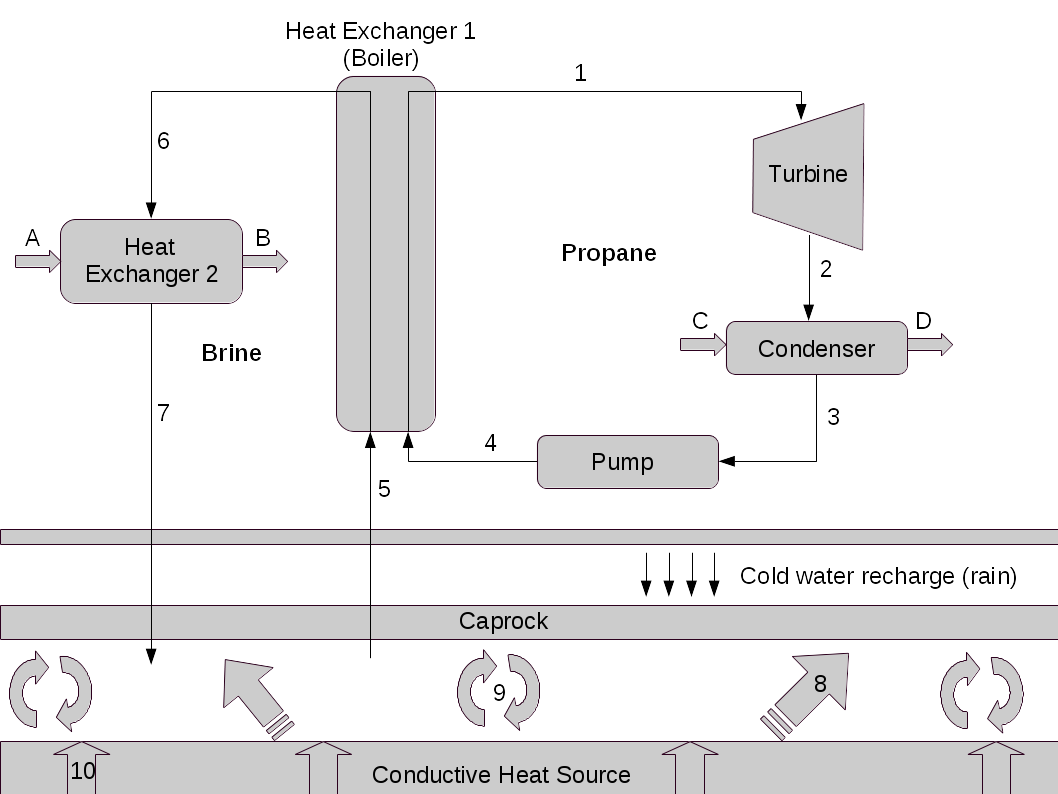 Heat Exchanger 1
(Boiler)
1
6
Turbine
A
B
Heat
Exchanger 2
Propane
2
C
D
Condenser
Brine
7
3
4
Pump
5
Cold water recharge (rain)
Caprock
9
8
10
Conductive Heat Source